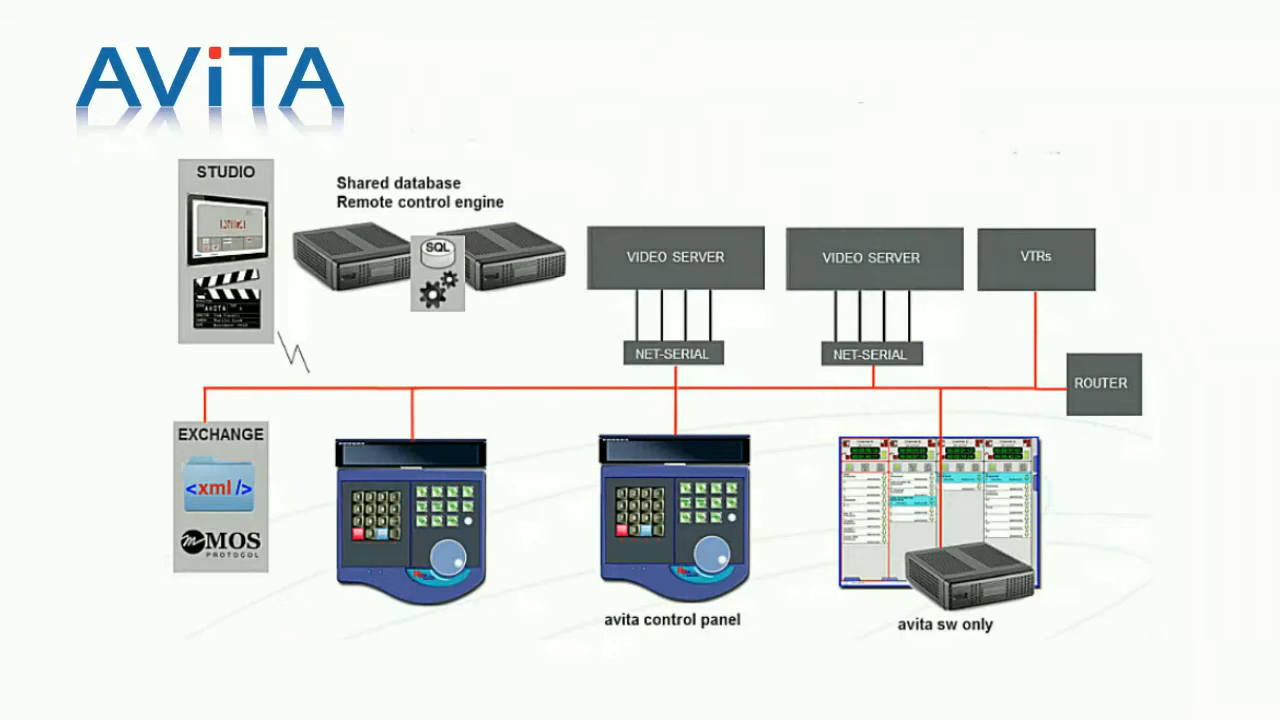 AViTA
STUDIO
AVITA
Shared database
Remote control engine
SQL
VIDEO SERVER
VIDEO SERVER
VTRs
NET-SERIAL
NET-SERIAL
ROUTER
EXCHANGE
<xml />
MOS
PROTOCOL
avita control panel
avita sw only